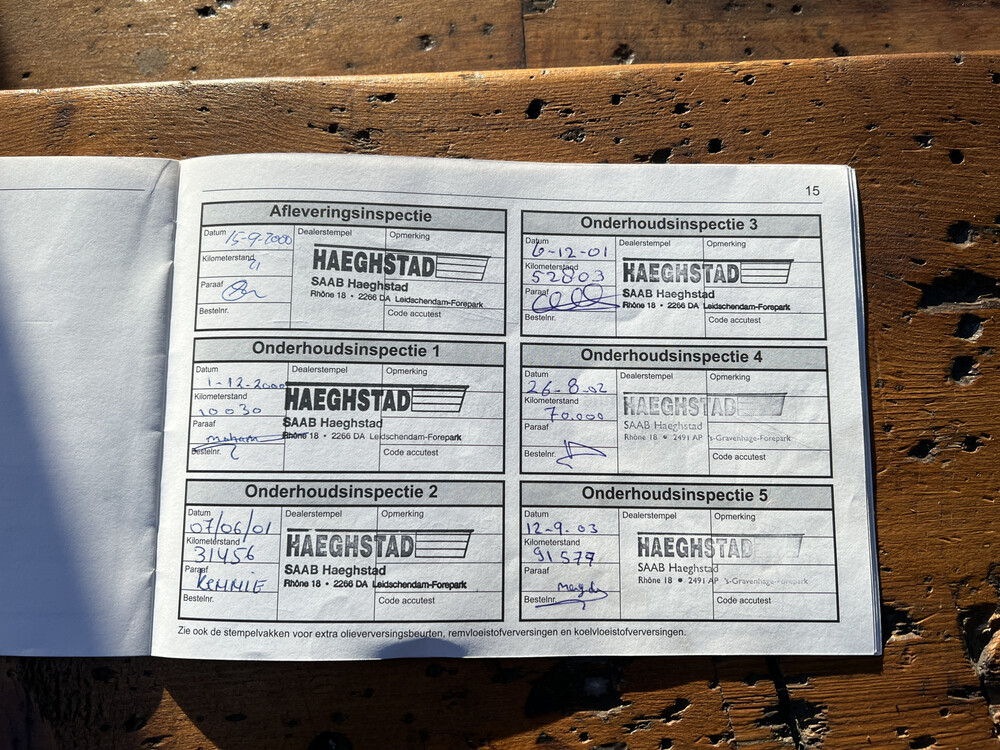 15
Afleveringsinspectie
Datum Dealerstempel Opmerking
15-9-2000
Kilometerstand
HAEGHSTAD
SAAB Haeghstad
Rhône 18 • 2266 DA Leidschendam-Forepark
Paraaf
Bestelnr.
Code accutest
Onderhoudsinspectie 1
Datum Dealerstempel Opmerking
1-12-2000
Kilometerstand
10030
HAEGHSTAD
SAAB Haeghstad
Rhône 18 • 2266 DA Leidschendam-Forepark
Paraaf
Bestelnr.
Code accutest
Onderhoudsinspectie 2
Datum Dealerstempel Opmerking
07/06/01
Kilometerstand
31456
HAEGHSTAD
SAAB Haeghstad
Rhône 18 • 2266 DA Leidschendam-Forepark
Paraaf
KEMMIE
Bestelnr.
Code accutest
Onderhoudsinspectie 3
Datum Dealerstempel Opmerking
6-12-01
Kilometerstand
52803
HAEGHSTAD
SAAB Haeghstad
Rhône 18 • 2266 DA Leidschendam-Forepark
Paraaf
Bestelnr.
Code accutest
Onderhoudsinspectie 4
Datum Dealerstempel Opmerking
26-8-02
Kilometerstand
70.000
HAEGHSTAD
SAAB Haeghstad
Rhône 18 • 2491 AP 's-Gravenhage-Forepark
Paraaf
Bestelnr.
Code accutest
Onderhoudsinspectie 5
Datum Dealerstempel Opmerking
12-9-03
Kilometerstand
91577
HAEGHSTAD
SAAB Haeghstad
Rhône 18 • 2491 AP 's-Gravenhage-Forepark
Paraaf
Bestelnr.
Code accutest
Zie ook de stempelvakken voor extra olieverversingsbeurten, remvloeistofverversingen en koelvloeistofverversingen.